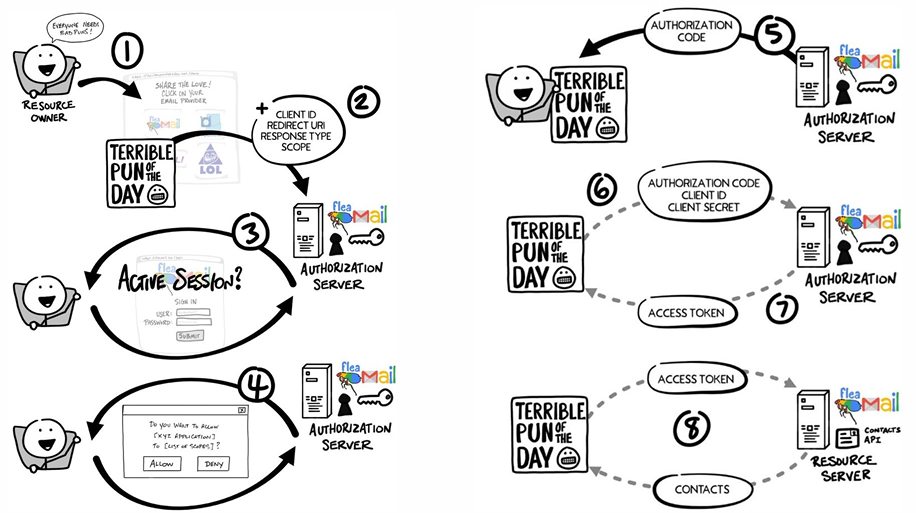 EVERYONE NEEDS
BAD PUNS!
1
RESOURCE
OWNER
SHARE THE LOVE!
CLICK ON YOUR
EMAIL PROVIDER
flea
Mail
LOL
TERRIBLE
PUN OF THE
DAY
2
+
CLIENT ID
REDIRECT URI
RESPONSE TYPE
SCOPE
flea
Mail
AUTHORIZATION
SERVER
3
ACTIVE SESSION?
SIGN IN
USER:
PASSWORD:
SUBMIT
4
DO YOU WANT TO ALLOW
[XYZ APPLICATION]
TO [LIST OF SCOPES]?
ALLOW
DENY
flea
Mail
AUTHORIZATION
SERVER
AUTHORIZATION
CODE
5
TERRIBLE
PUN OF THE
DAY
flea
Mail
AUTHORIZATION
SERVER
6
AUTHORIZATION CODE
CLIENT ID
CLIENT SECRET
TERRIBLE
PUN OF THE
DAY
flea
Mail
AUTHORIZATION
SERVER
ACCESS TOKEN
7
ACCESS TOKEN
TERRIBLE
PUN OF THE
DAY
8
flea
Mail
CONTACTS
API
RESOURCE
SERVER
CONTACTS